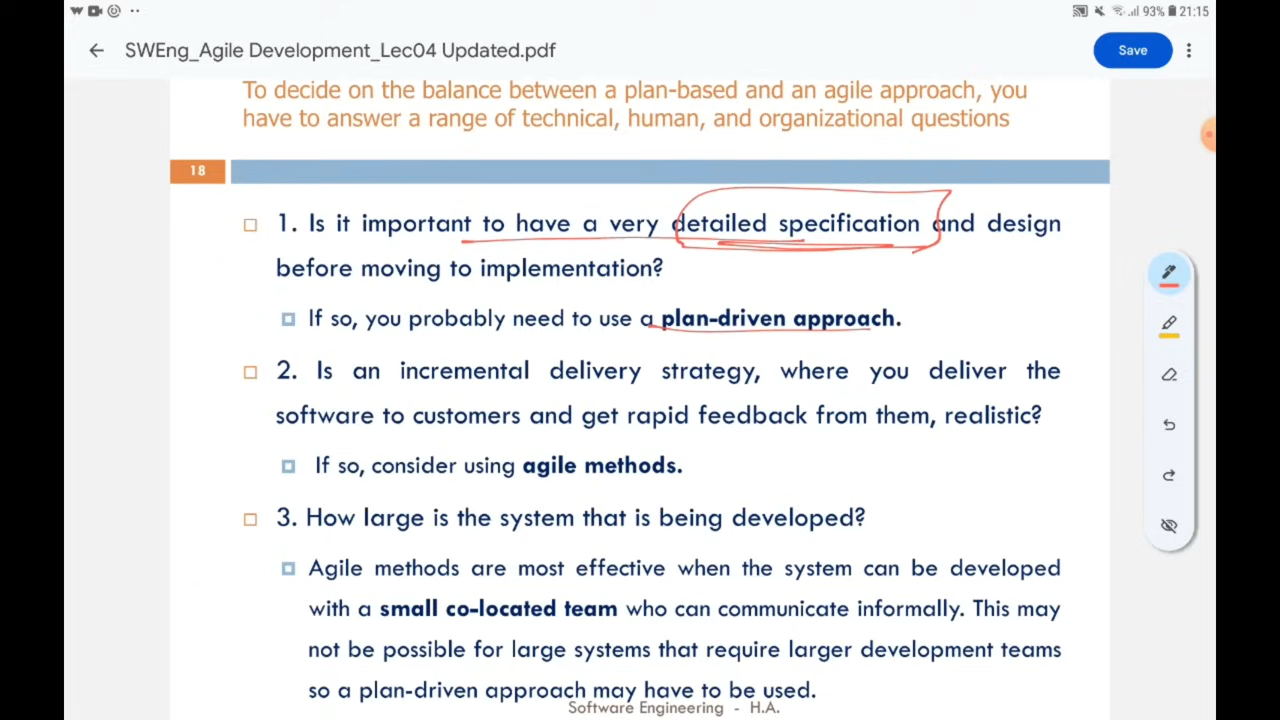 93% 21:15
SWEng_Agile Development_Lec04 Updated.pdf
Save
To decide on the balance between a plan-based and an agile approach, you
have to answer a range of technical, human, and organizational questions
18
1. Is it important to have a very detailed specification and design
before moving to implementation?
If so, you probably need to use a plan-driven approach.
2. Is an incremental delivery strategy, where you deliver the
software to customers and get rapid feedback from them, realistic?
If so, consider using agile methods.
3. How large is the system that is being developed?
Agile methods are most effective when the system can be developed
with a small co-located team who can communicate informally. This may
not be possible for large systems that require larger development teams
so a plan-driven approach may have to be used.
Software Engineering - H.A.